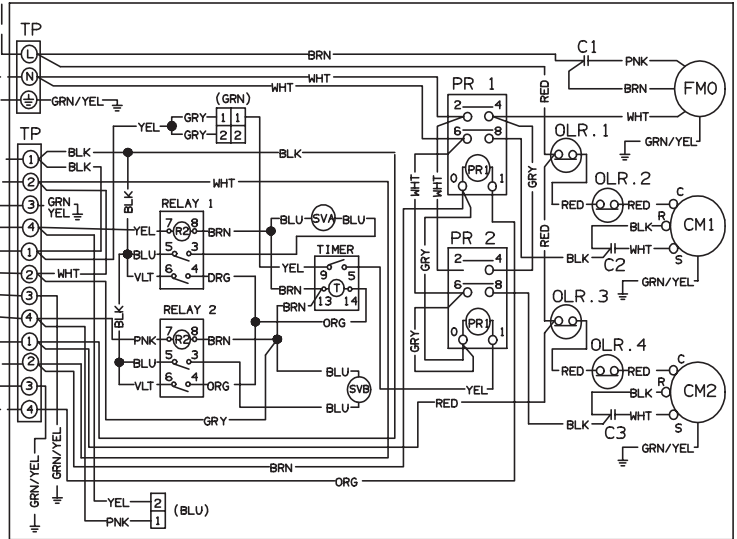 TP
L
BRN
C1
PNK
N
WHT
WHT
PR 1
RED
BRN
FM0
GRN/YEL
(GRN)
2 4
WHT
GRY 1 1
YEL
GRY 2 2
OLR.1
GRN/YEL
TP
6 8
1
BLK
BLK
BLK
PR1
2
WHT
0 1
WHT
WHT
GRY
OLR.2
3
GRN
YEL
BLK
RELAY 1
RED
RED
C
4
YEL
7 8
R2
BRN
BLU
SVA
BLU
PR 2
RED
BLK
R
CM1
1
BLU
5 3
TIMER
GRY
2 4
BLK
WHT
S
C2
2
WHT
VLT
6 4
ORG
YEL
9 5
GRN/YEL
BRN
T
6 8
3
BLK
RELAY 2
BRN
13 14
OLR.3
4
7 8
ORG
GRY
0
PR1
1
PNK
R2
BRN
OLR.4
1
BLU
5 3
2
BLU
RED
RED
C
VLT
6 4
ORG
SVB
YEL
BLK
R
CM2
3
BLU
RED
WHT
S
4
GRY
BLK
C3
GRN/YEL
BRN
GRN/YEL
GRN/YEL
ORG
YEL
2
(BLU)
PNK
1